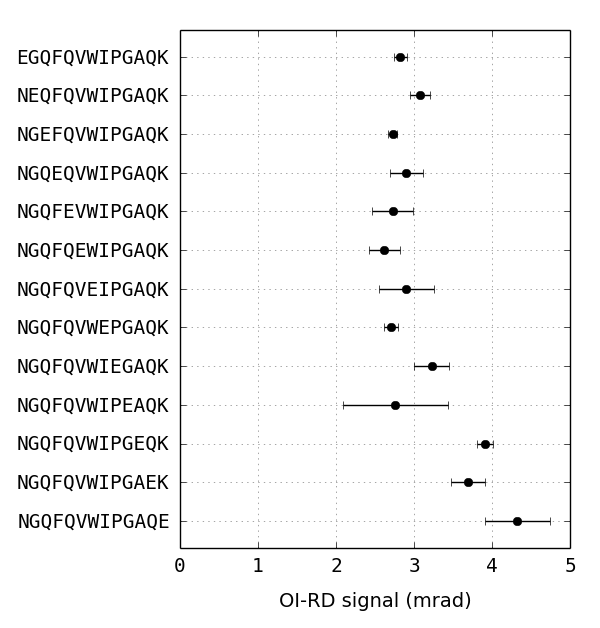 EGQFQVWIPGAQK
NEQFQVWIPGAQK
NGEFQVWIPGAQK
NGQEQVWIPGAQK
NGQFEVWIPGAQK
NGQFQEWIPGAQK
NGQFQVEIPGAQK
NGQFQVWEPGAQK
NGQFQVWIEGAQK
NGQFQVWIPEAQK
NGQFQVWIPGEQK
NGQFQVWIPGAEK
NGQFQVWIPGAQE
0 1 2 3 4 5
OI-RD signal (mrad)